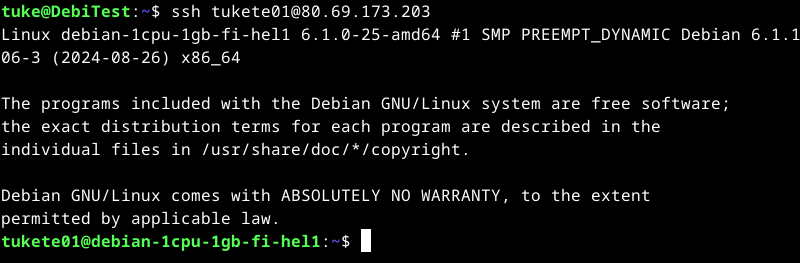 tuke@DebiTest:~$ ssh tukete01@80.69.173.203
Linux debian-1cpu-1gb-fi-hel1 6.1.0-25-amd64 #1 SMP PREEMPT_DYNAMIC Debian 6.1.1
06-3 (2024-08-26) x86_64
The programs included with the Debian GNU/Linux system are free software;
the exact distribution terms for each program are described in the
individual files in /usr/share/doc/*/copyright.
Debian GNU/Linux comes with ABSOLUTELY NO WARRANTY, to the extent
permitted by applicable law.
tukete01@debian-1cpu-1gb-fi-hel1:~$